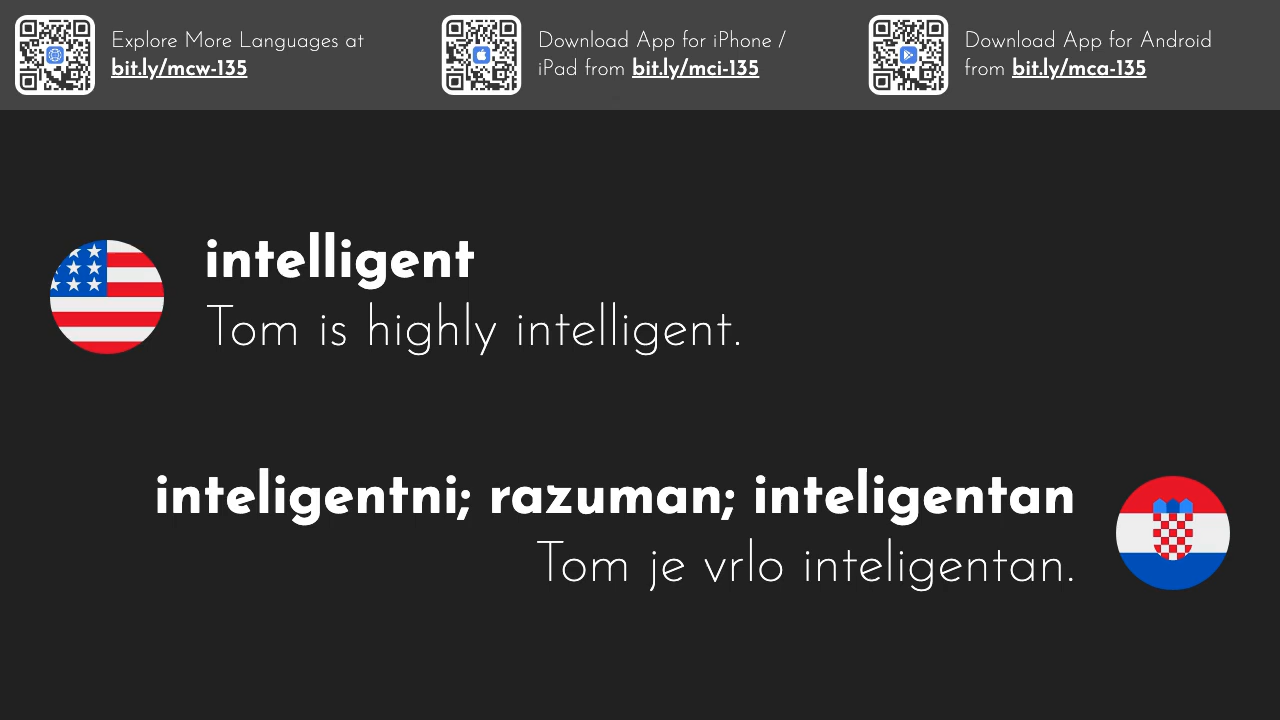 Explore More Languages at
bit.ly/mcw-135
Download App for iPhone /
iPad from bit.ly/mci-135
Download App for Android
from bit.ly/mca-135
intelligent
Tom is highly intelligent.
inteligentni; razuman; inteligentan
Tom je vrlo inteligentan.